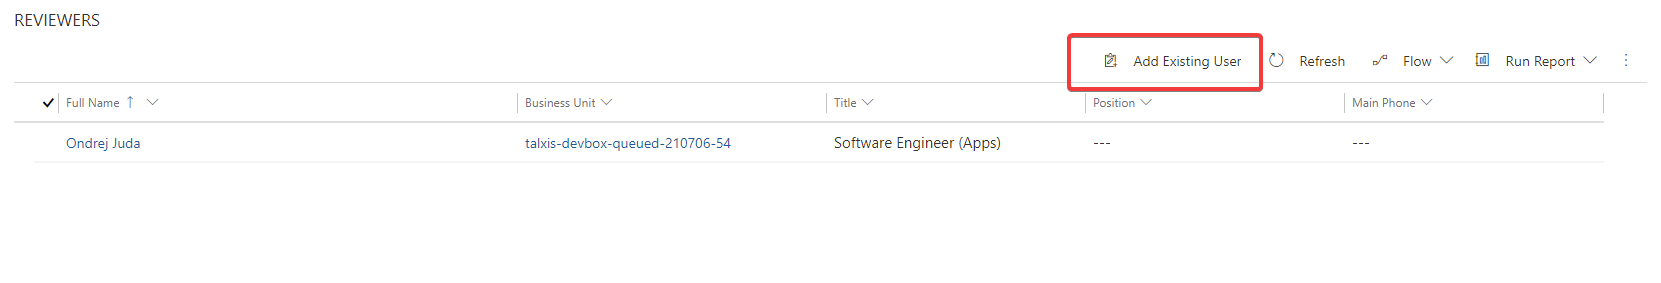 REVIEWERS
Add Existing User Refresh Flow Run Report
Full Name Business Unit Title Position Main Phone
Ondrej Juda talxis-devbox-queued-210706-54 Software Engineer (Apps) --- ---